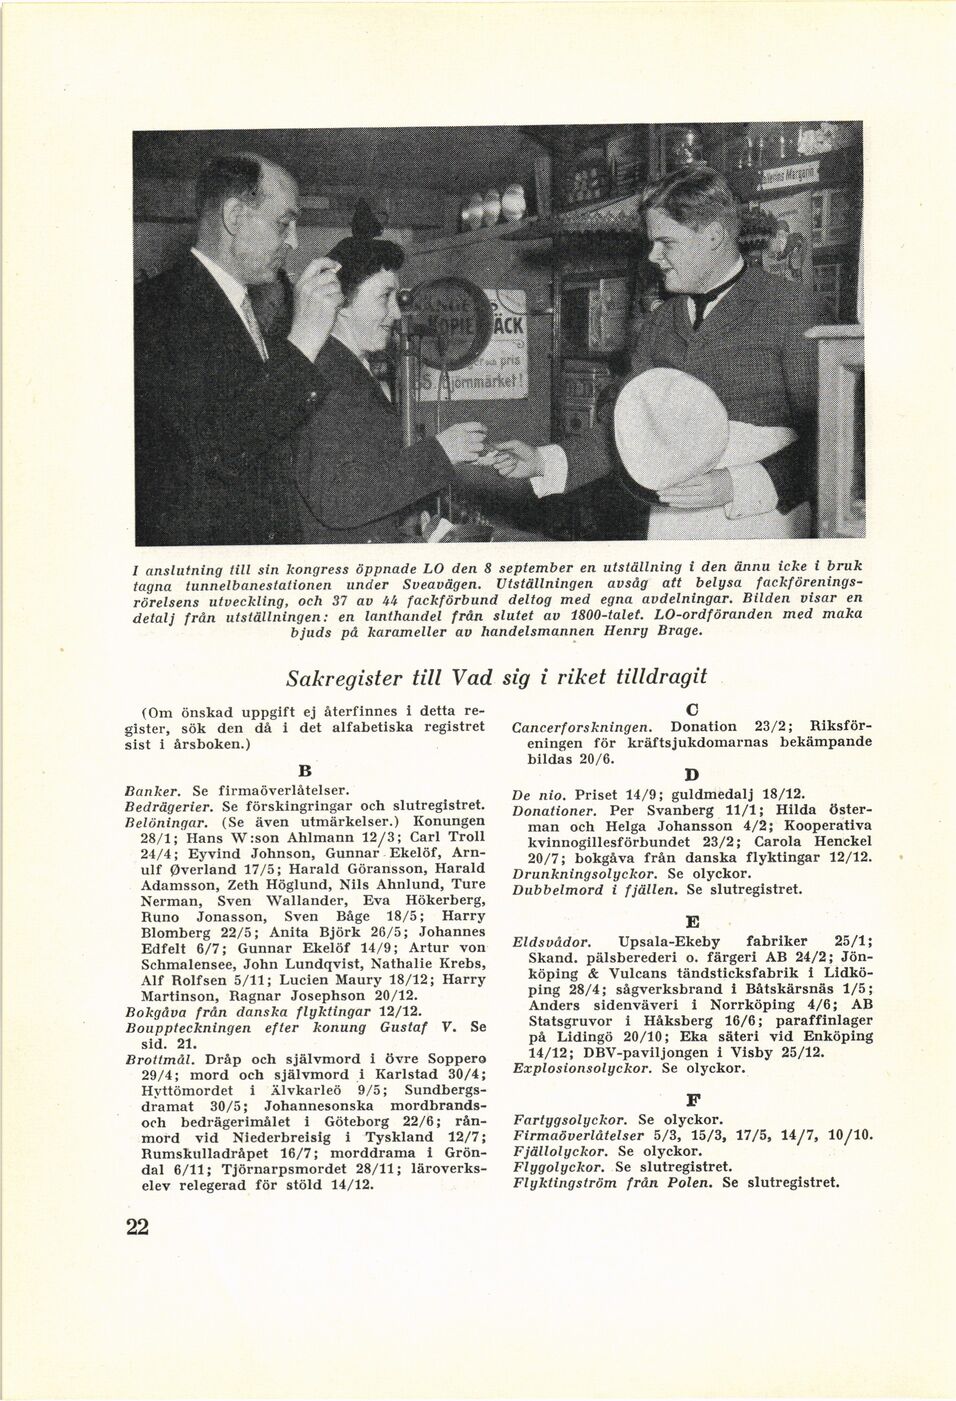 ÄCK
pris
jörnmärket!
Margarin
I anslutning till sin kongress öppnade LO den 8 september en utställning i den ännu icke i bruk
tagna tunnelbanestationen under Sveavägen. Utställningen avsåg att belysa fackförenings-
rörelsens utveckling, och 37 av 44 fackförbund deltog med egna avdelningar. Bilden visar en
detalj från utställningen: en lanthandel från slutet av 1800-talet. LO-ordföranden med maka
bjuds på karameller av handelsmannen Henry Brage.
Sakregister till Vad sig i riket tilldragit
(Om önskad uppgift ej återfinnes i detta re-
gister, sök den då i det alfabetiska registret
sist i årsboken.)
B
Banker. Se firmaöverlåtelser.
Bedrägerier. Se förskingringar och slutregistret.
Belöningar. (Se även utmärkelser.) Konungen
28/1; Hans W:son Ahlmann 12/3; Carl Troll
24/4; Eyvind Johnson, Gunnar Ekelöf, Arn-
ulf Øverland 17/5; Harald Göransson, Harald
Adamsson, Zeth Höglund, Nils Ahnlund, Ture
Nerman, Sven Wallander, Eva Hökerberg,
Runo Jonasson, Sven Båge 18/5; Harry
Blomberg 22/5; Anita Björk 26/5; Johannes
Edfelt 6/7; Gunnar Ekelöf 14/9; Artur von
Schmalensee, John Lundqvist, Nathalie Krebs,
Alf Rolfsen 5/11; Lucien Maury 18/12; Harry
Martinson, Ragnar Josephson 20/12.
Bokgåva från danska flyktingar 12/12.
Bouppteckningen efter konung Gustaf V. Se
sid. 21.
Brottmål. Dråp och självmord i övre Soppero
29/4; mord och självmord i Karlstad 30/4;
Hyttömordet i Älvkarleö 9/5; Sundbergs-
dramat 30/5; Johannesonska mordbrands-
och bedrägerimålet i Göteborg 22/6; rån-
mord vid Niederbreisig i Tyskland 12/7;
Rumskulladråpet 16/7; morddrama i Grön-
dal 6/11; Tjörnarpsmordet 28/11; läroverks-
elev relegerad för stöld 14/12.
C
Cancerforskningen. Donation 23/2; Riksför-
eningen för kräftsjukdomarnas bekämpande
bildas 20/6.
D
De nio. Priset 14/9; guldmedalj 18/12.
Donationer. Per Svanberg 11/1; Hilda Öster-
man och Helga Johansson 4/2; Kooperativa
kvinnogillesförbundet 23/2; Carola Henckel
20/7; bokgåva från danska flyktingar 12/12.
Drunkningsolyckor. Se olyckor.
Dubbelmord i fjällen. Se slutregistret.
E
Eldsvådor. Upsala-Ekeby fabriker 25/1;
Skand. pälsberederi o. färgeri AB 24/2; Jön-
köping & Vulcans tändsticksfabrik i Lidkö-
ping 28/4; sågverksbrand i Båtskärsnäs 1/5;
Anders sidenväveri i Norrköping 4/6; AB
Statsgruvor i Håksberg 16/6; paraffinlager
på Lidingö 20/10; Eka säteri vid Enköping
14/12; DBV-paviljongen i Visby 25/12.
Explosionsolyckor. Se olyckor.
F
Fartygsolyckor. Se olyckor.
Firmaöverlåtelser 5/3, 15/3, 17/5, 14/7, 10/10.
Fjällolyckor. Se olyckor.
Flygolyckor. Se slutregistret.
Flyktingström från Polen. Se slutregistret.
22